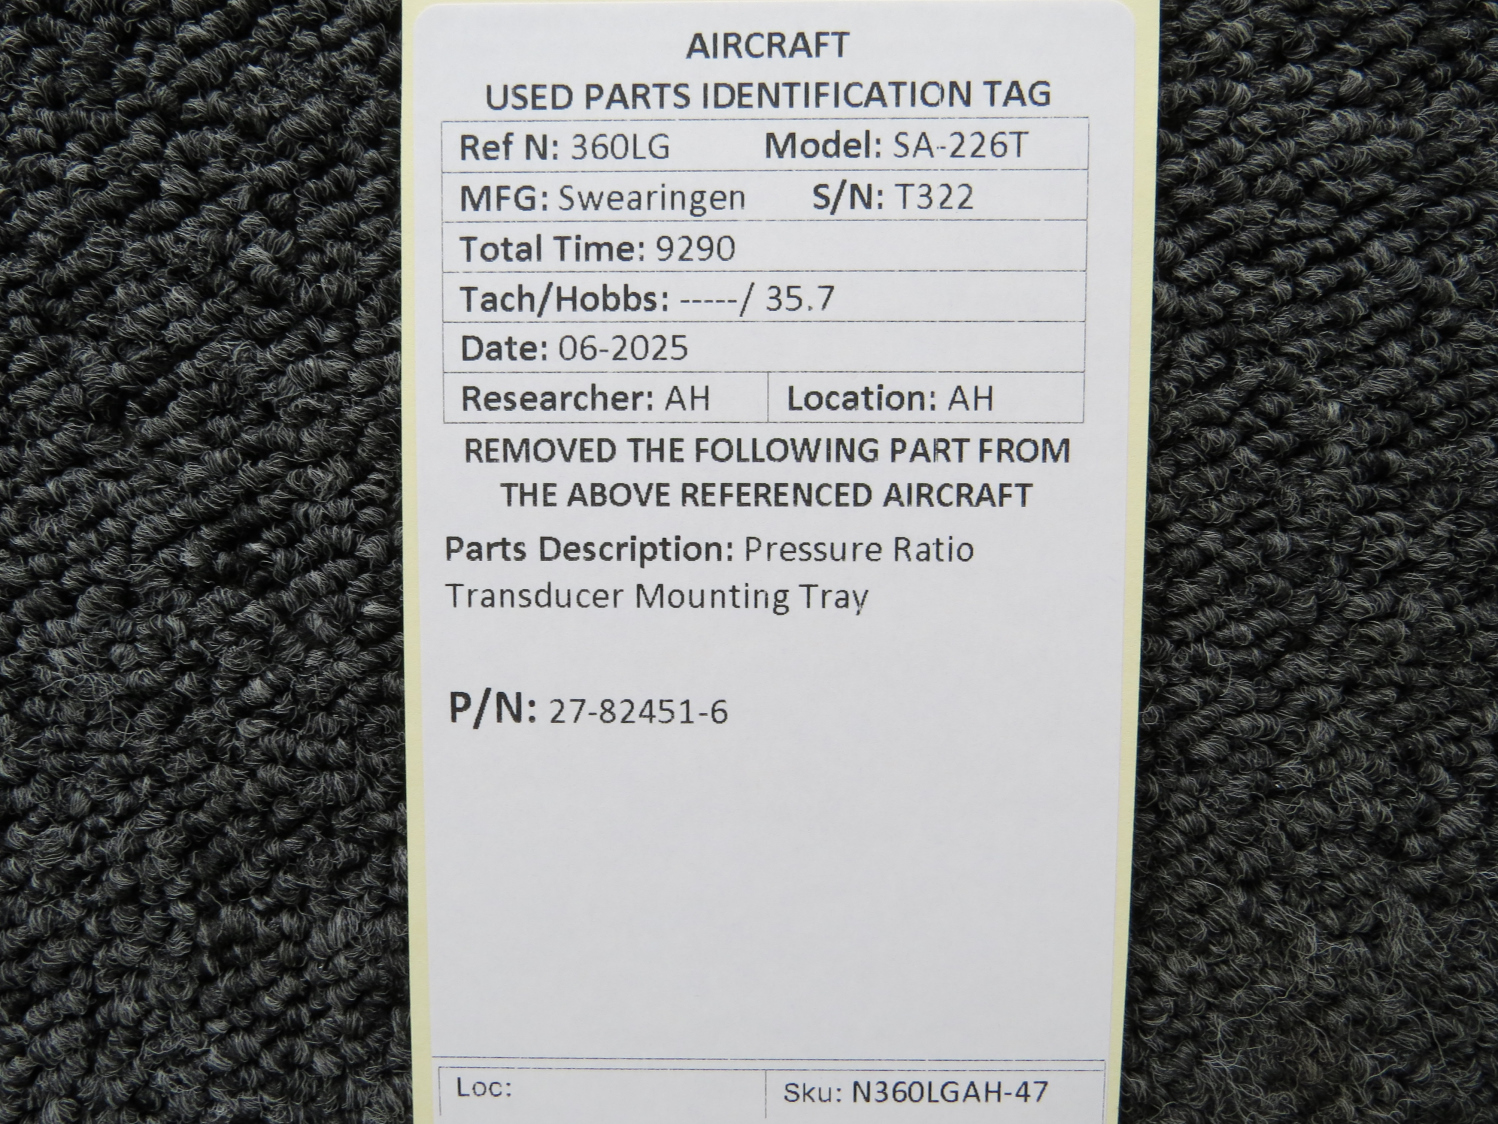 AIRCRAFT
USED PARTS IDENTIFICATION TAG
Ref N: 360LG Model: SA-226T
MFG: Swearingen S/N: T322
Total Time: 9290
Tach/Hobbs: -----/ 35.7
Date: 06-2025
Researcher: AH Location: AH
REMOVED THE FOLLOWING PART FROM
THE ABOVE REFERENCED AIRCRAFT
Parts Description: Pressure Ratio
Transducer Mounting Tray
P/N: 27-82451-6
Loc: Sku: N360LGAH-47